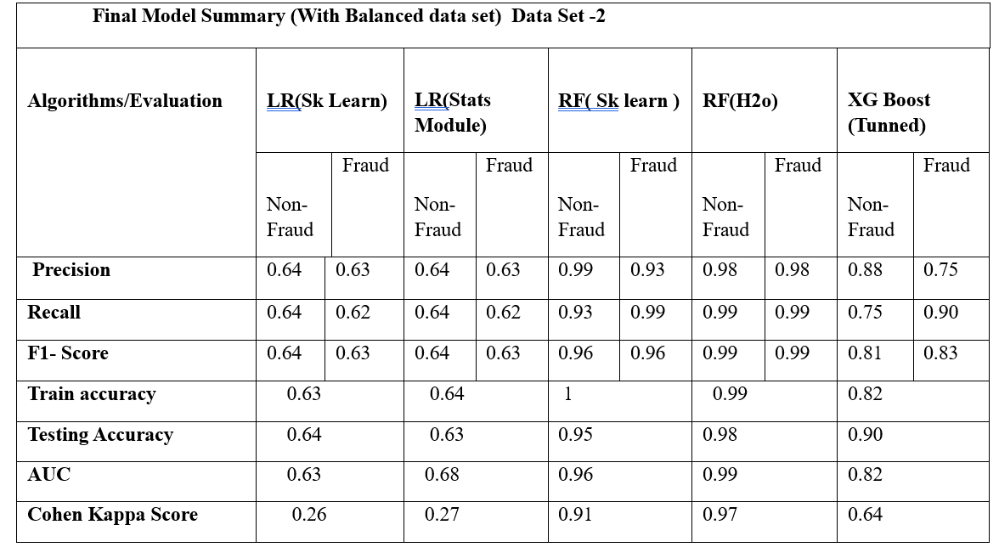 Final Model Summary (With Balanced data set)  Data Set -2
Algorithms/Evaluation LR(Sk Learn) LR(Stats Module) RF( Sk learn ) RF(H2o) XG Boost (Tunned)
Non-Fraud Fraud Non-Fraud Fraud Non-Fraud Fraud Non-Fraud Fraud Non-Fraud Fraud
Precision 0.64 0.63 0.64 0.63 0.99 0.93 0.98 0.98 0.88 0.75
Recall 0.64 0.62 0.64 0.62 0.93 0.99 0.99 0.99 0.75 0.90
F1- Score 0.64 0.63 0.64 0.63 0.96 0.96 0.99 0.99 0.81 0.83
Train accuracy 0.63 0.64 1 0.99 0.82
Testing Accuracy 0.64 0.63 0.95 0.98 0.90
AUC 0.63 0.68 0.96 0.99 0.82
Cohen Kappa Score 0.26 0.27 0.91 0.97 0.64